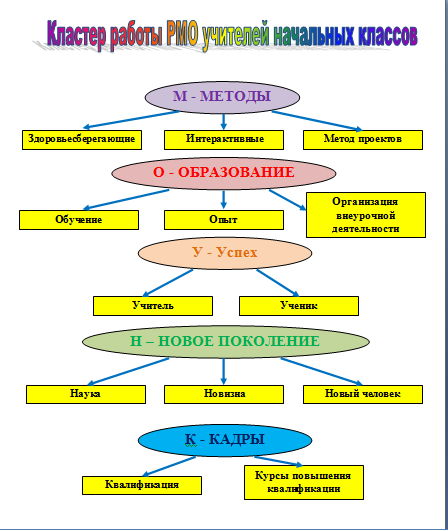 Кластер работы РМО учителей начальных классов
М - МЕТОДЫ
Здоровьесберегающие
Интерактивные
Метод проектов
О - ОБРАЗОВАНИЕ
Обучение
Опыт
Организация
внеурочной
деятельности
У - Успех
Учитель
Ученик
Н – НОВОЕ ПОКОЛЕНИЕ
Наука
Новизна
Новый человек
К - КАДРЫ
Квалификация
Курсы повышения
квалификации